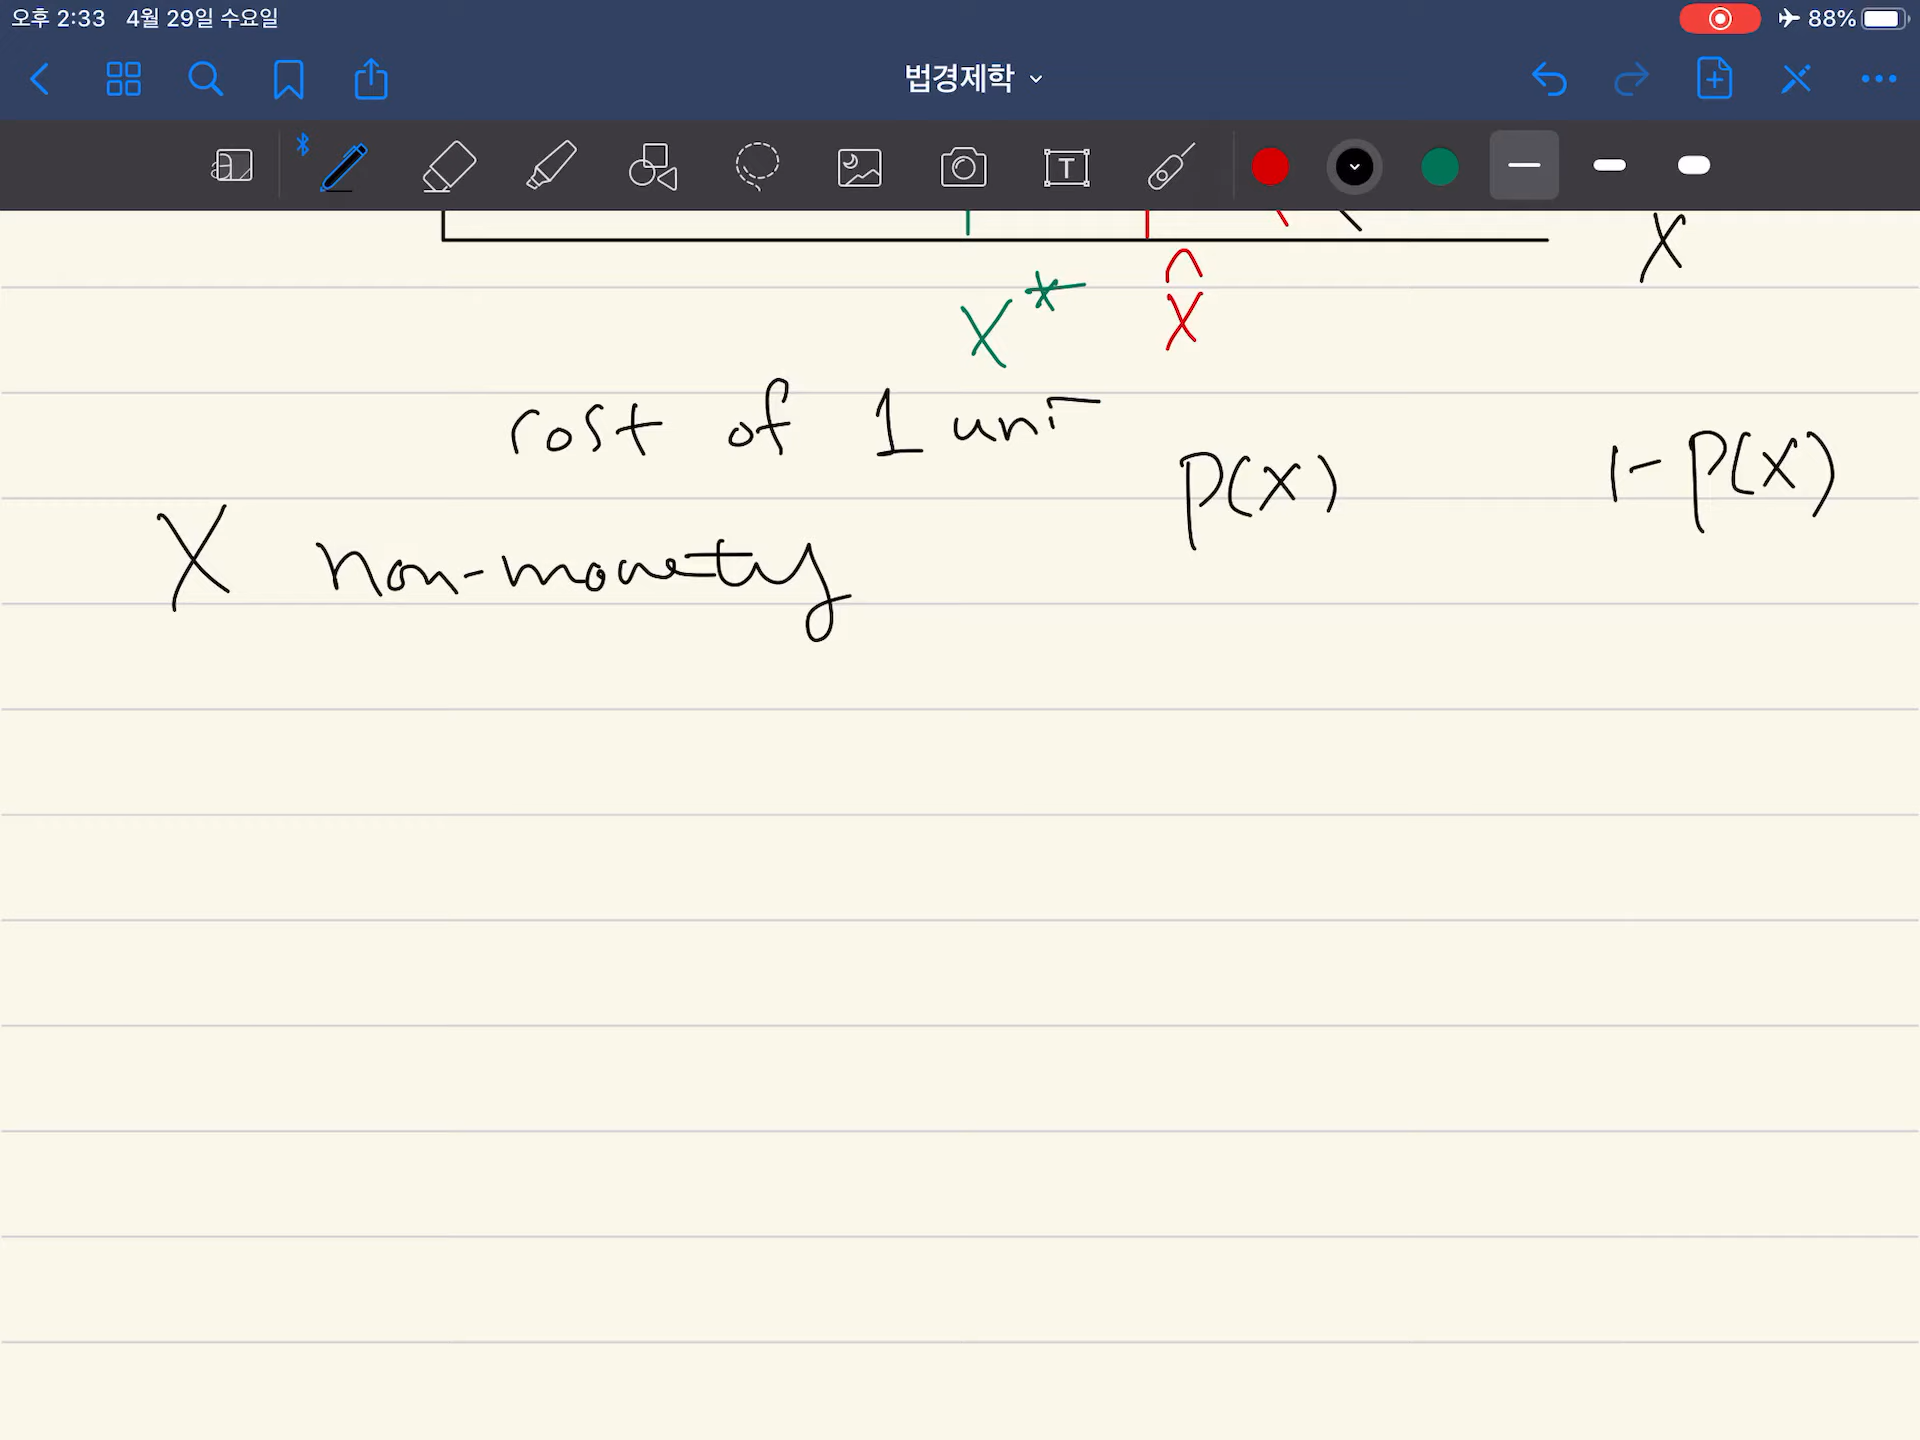 오후 2:33 4월 29일 수요일 88%
법경제학
T
X
X* X̂
cost of 1 unit
p(x) 1-p(x)
X non-monety